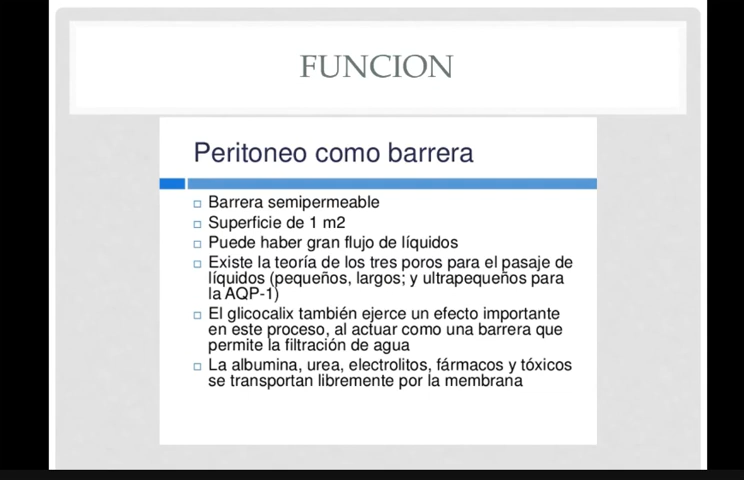 FUNCION
Peritoneo como barrera
Barrera semipermeable
Superficie de 1 m2
Puede haber gran flujo de líquidos
Existe la teoría de los tres poros para el pasaje de
líquidos (pequeños, largos; y ultrapequeños para
la AQP-1)
El glicocalix también ejerce un efecto importante
en este proceso, al actuar como una barrera que
permite la filtración de agua
La albumina, urea, electrolitos, fármacos y tóxicos
se transportan libremente por la membrana